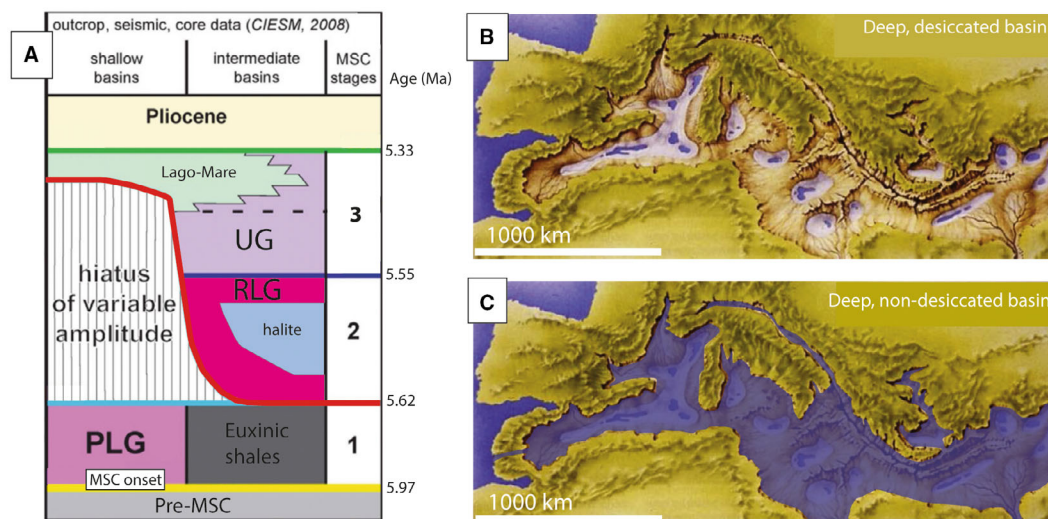 outcrop, seismic, core data (CIESM, 2008)
A
shallow
basins
intermediate
basins
MSC
stages
Age (Ma)
Pliocene
5.33
Lago-Mare
3
UG
hiatus
of variable
amplitude
5.55
RLG
halite
2
5.62
PLG
Euxinic
shales
1
MSC onset
5.97
Pre-MSC
B
Deep, desiccated basin
1000 km
C
Deep, non-desiccated basin
1000 km